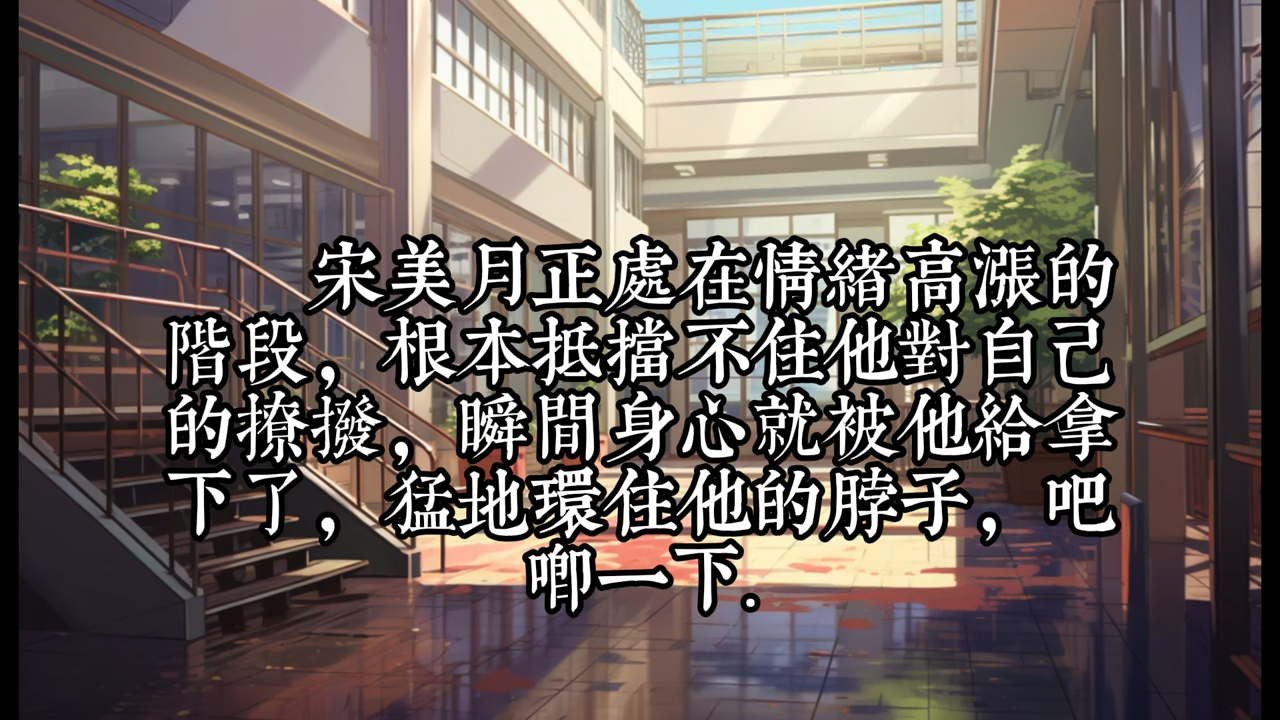 宋美月正處在情緒高漲的
階段，根本抵擋不住他對自己
的撩撥，瞬間身心就被他給拿
下了，猛地環住他的脖子，吧
唧一下.